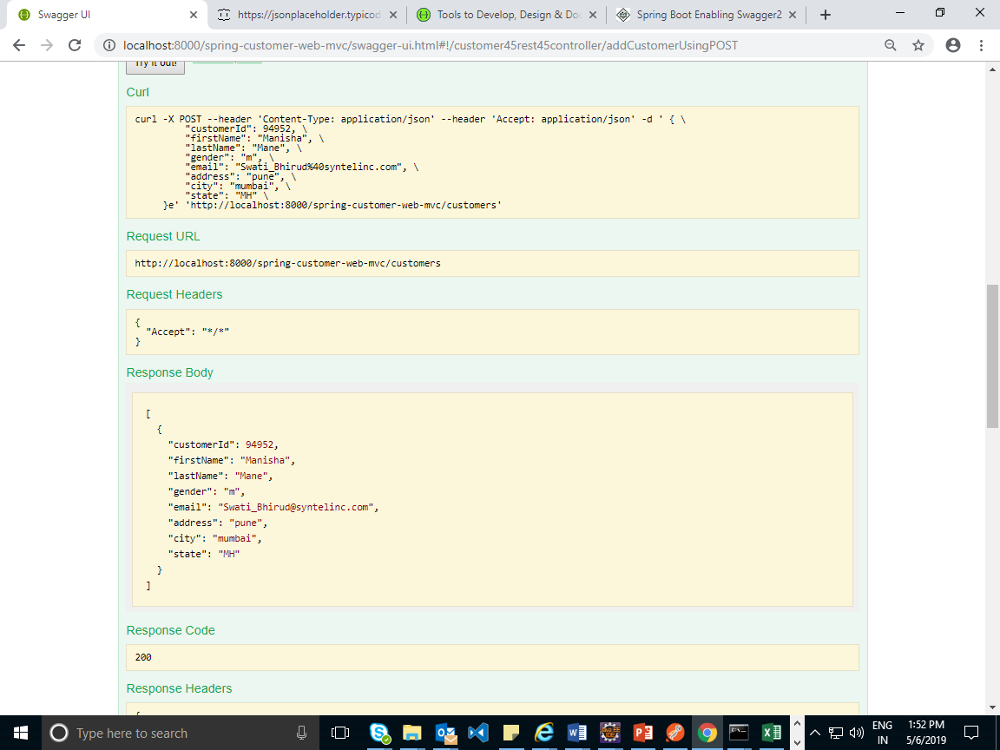 Swagger UI
https://jsonplaceholder.typicod
Tools to Develop, Design & Do
Spring Boot Enabling Swagger2
localhost:8000/spring-customer-web-mvc/swagger-ui.html#!/customer45rest45controller/addCustomerUsingPOST
Try it out!
Curl
curl -X POST --header 'Content-Type: application/json' --header 'Accept: application/json' -d ' { \
"customerId": 94952, \
"firstName": "Manisha", \
"lastName": "Mane", \
"gender": "m", \
"email": "Swati_Bhirud%40syntelinc.com", \
"address": "pune", \
"city": "mumbai", \
"state": "MH" \
}e' 'http://localhost:8000/spring-customer-web-mvc/customers'
Request URL
http://localhost:8000/spring-customer-web-mvc/customers
Request Headers
{
"Accept": "*/*"
}
Response Body
[
{
"customerId": 94952,
"firstName": "Manisha",
"lastName": "Mane",
"gender": "m",
"email": "Swati_Bhirud@syntelinc.com",
"address": "pune",
"city": "mumbai",
"state": "MH"
}
]
Response Code
200
Response Headers
{
Type here to search
ENG
IN
1:52 PM
5/6/2019